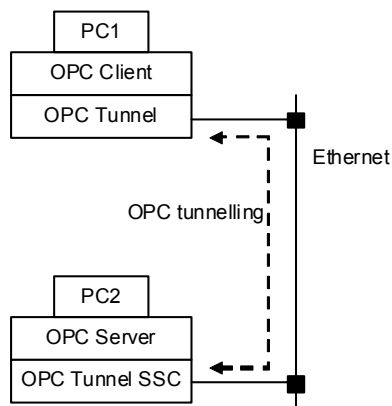 PC1
OPC Client
OPC Tunnel
Ethernet
OPC tunnelling
PC2
OPC Server
OPC Tunnel SSC